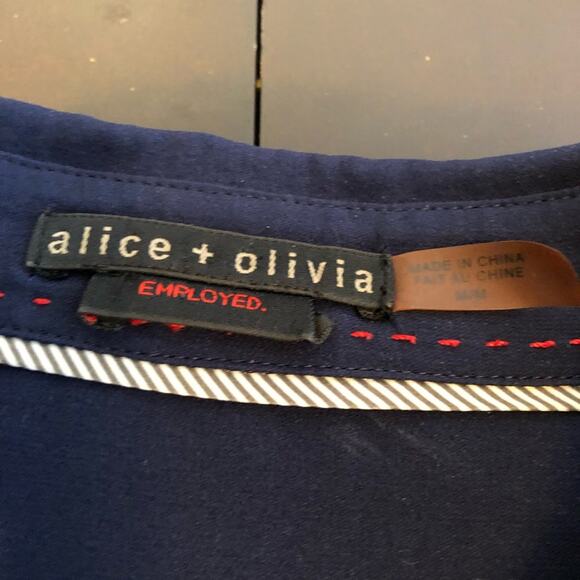 alice + olivia
EMPLOYED.
MADE IN CHINA
FAIT AU CHINE
M/M